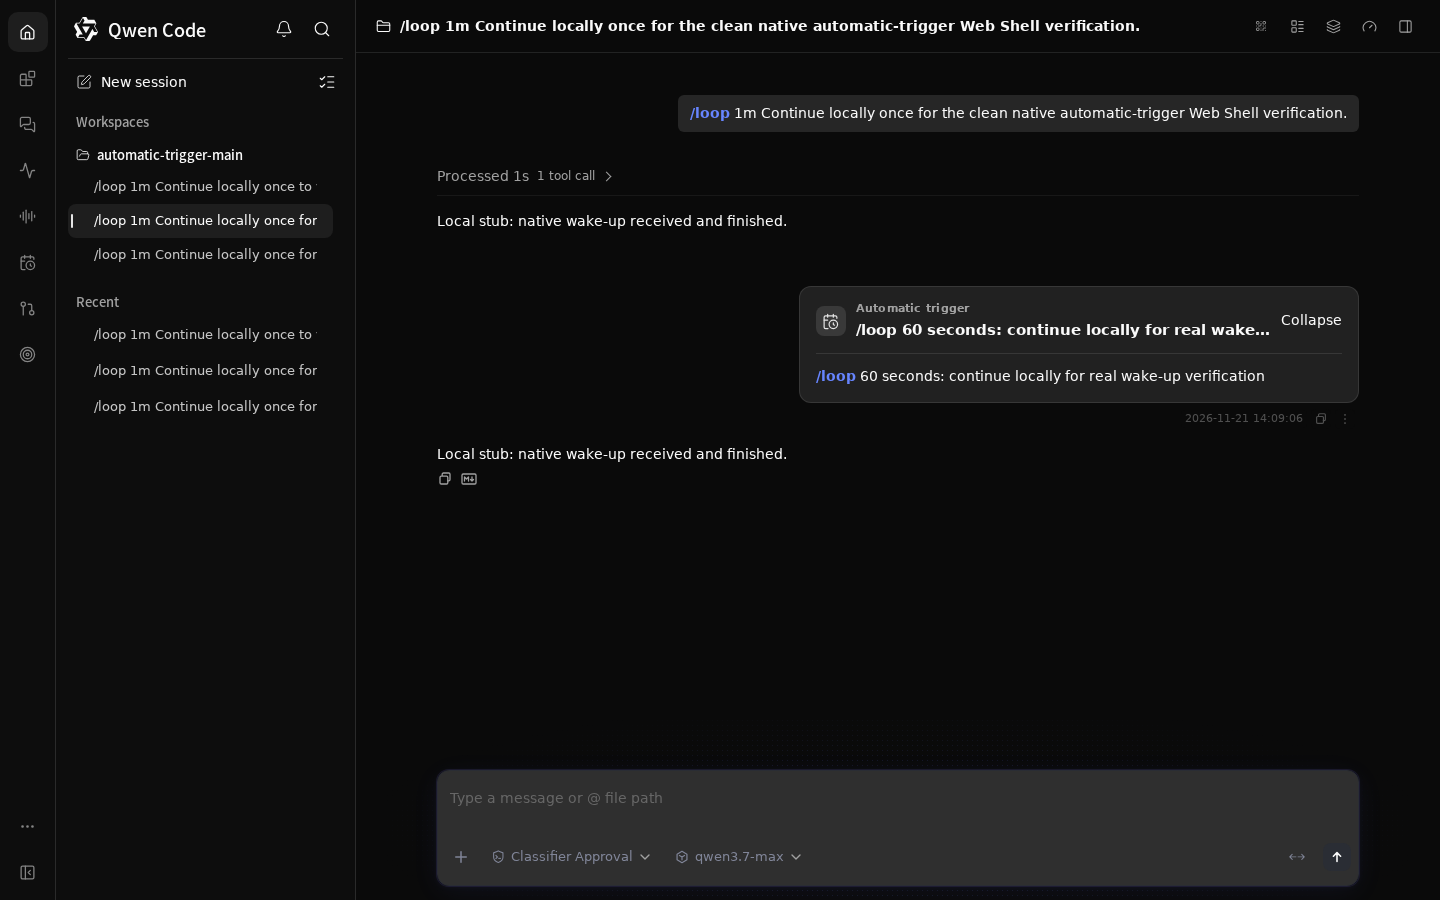 Qwen Code
New session
Workspaces
automatic-trigger-main
/loop 1m Continue locally once to
/loop 1m Continue locally once for
/loop 1m Continue locally once for
Recent
/loop 1m Continue locally once to
/loop 1m Continue locally once for
/loop 1m Continue locally once for
/loop 1m Continue locally once for the clean native automatic-trigger Web Shell verification.
/loop 1m Continue locally once for the clean native automatic-trigger Web Shell verification.
Processed 1s 1 tool call
Local stub: native wake-up received and finished.
Automatic trigger
/loop 60 seconds: continue locally for real wake...
Collapse
/loop 60 seconds: continue locally for real wake-up verification
2026-11-21 14:09:06
Local stub: native wake-up received and finished.
M
Type a message or @ file path
Classifier Approval
qwen3.7-max